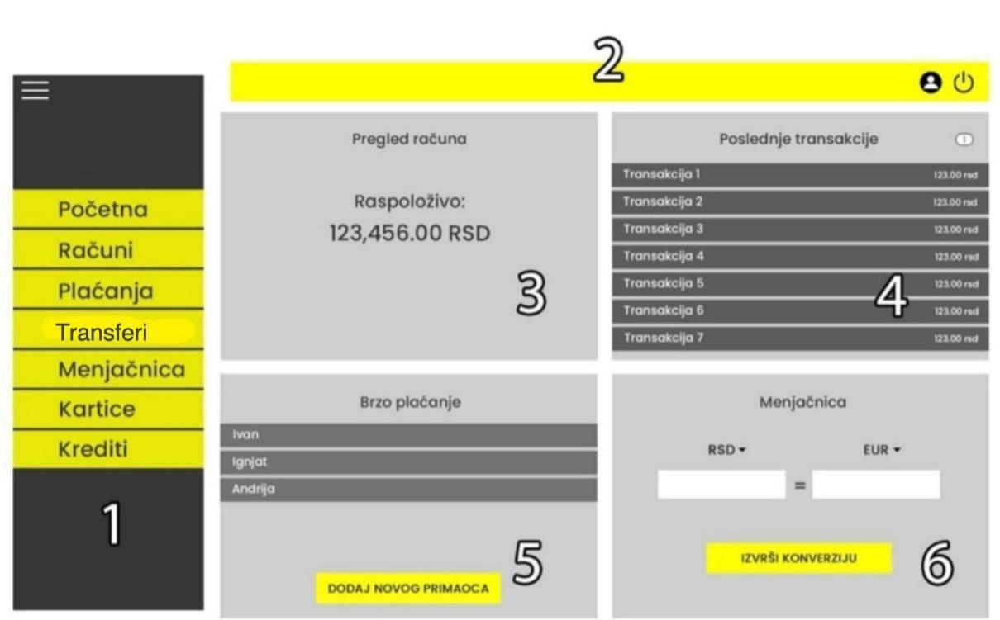 2
Početna
Računi
Plaćanja
Transferi
Menjačnica
Kartice
Krediti
1
Pregled računa
Raspoloživo:
123,456.00 RSD
3
Poslednje transakcije
Transakcija 1 123.00 rsd
Transakcija 2 123.00 rsd
Transakcija 3 123.00 rsd
Transakcija 4 123.00 rsd
Transakcija 5 123.00 rsd
Transakcija 6 123.00 rsd
Transakcija 7 123.00 rsd
4
Brzo plaćanje
Ivan
Ignjat
Andrija
5
DODAJ NOVOG PRIMAOCA
Menjačnica
RSD EUR
=
IZVRŠI KONVERZIJU
6